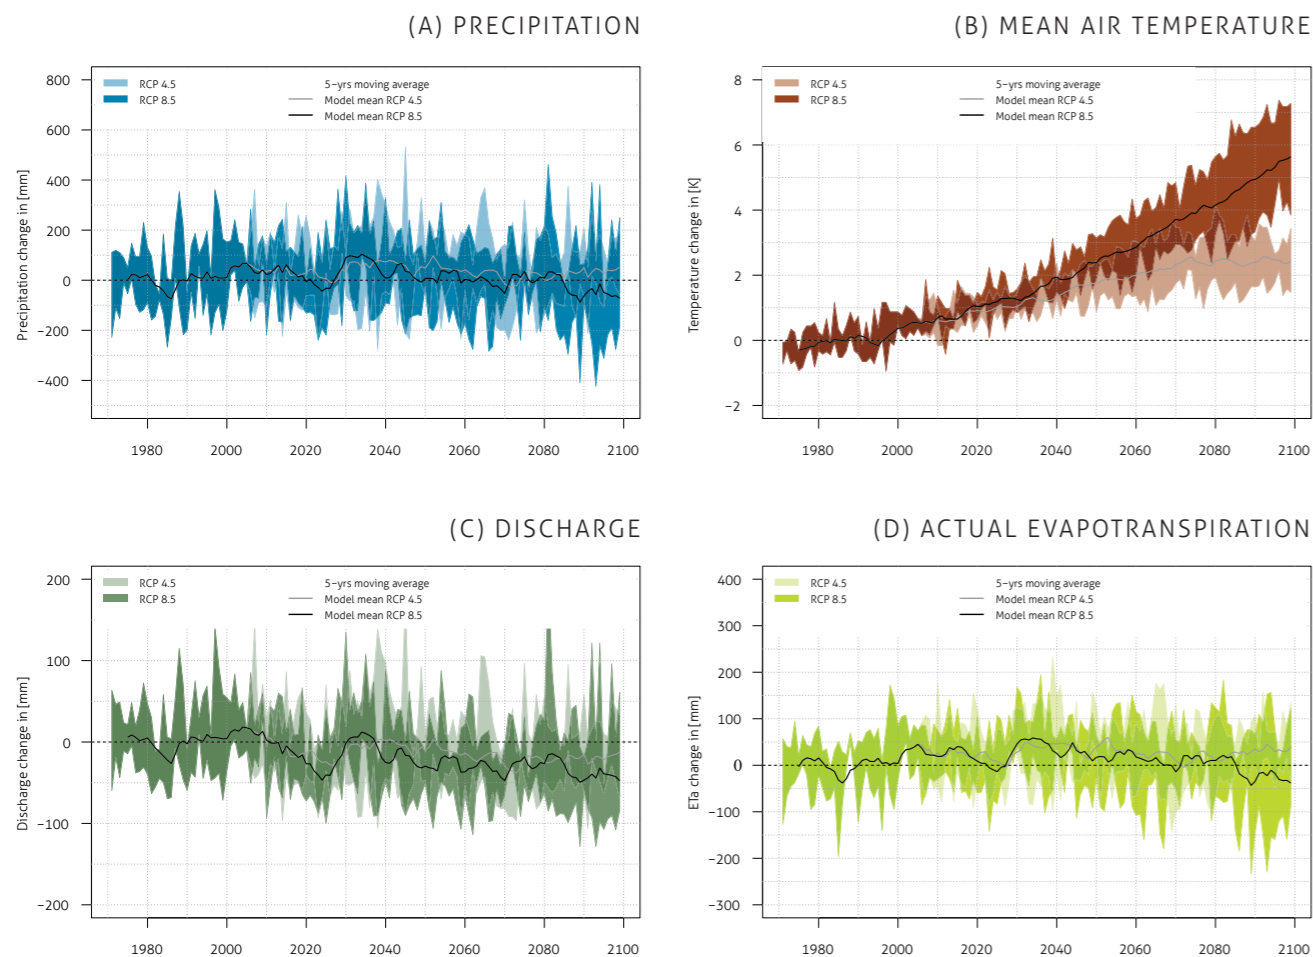 (A) PRECIPITATION
RCP 4.5
RCP 8.5
5-yrs moving average
Model mean RCP 4.5
Model mean RCP 8.5
Precipitation change in [mm]
800
600
400
200
0
−200
−400
1980 2000 2020 2040 2060 2080 2100
(B) MEAN AIR TEMPERATURE
RCP 4.5
RCP 8.5
5-yrs moving average
Model mean RCP 4.5
Model mean RCP 8.5
Temperature change in [K]
8
6
4
2
0
−2
1980 2000 2020 2040 2060 2080 2100
(C) DISCHARGE
RCP 4.5
RCP 8.5
5-yrs moving average
Model mean RCP 4.5
Model mean RCP 8.5
Discharge change in [mm]
200
100
0
−100
−200
1980 2000 2020 2040 2060 2080 2100
(D) ACTUAL EVAPOTRANSPIRATION
RCP 4.5
RCP 8.5
5-yrs moving average
Model mean RCP 4.5
Model mean RCP 8.5
ETa change in [mm]
400
300
200
100
0
−100
−200
−300
1980 2000 2020 2040 2060 2080 2100